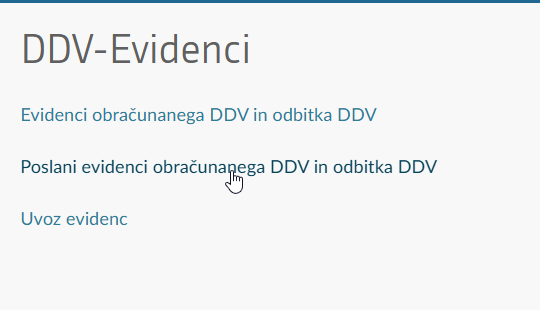 DDV-Evidenci
Evidenci obračunanega DDV in odbitka DDV
Poslani evidenci obračunanega DDV in odbitka DDV
Uvoz evidenc